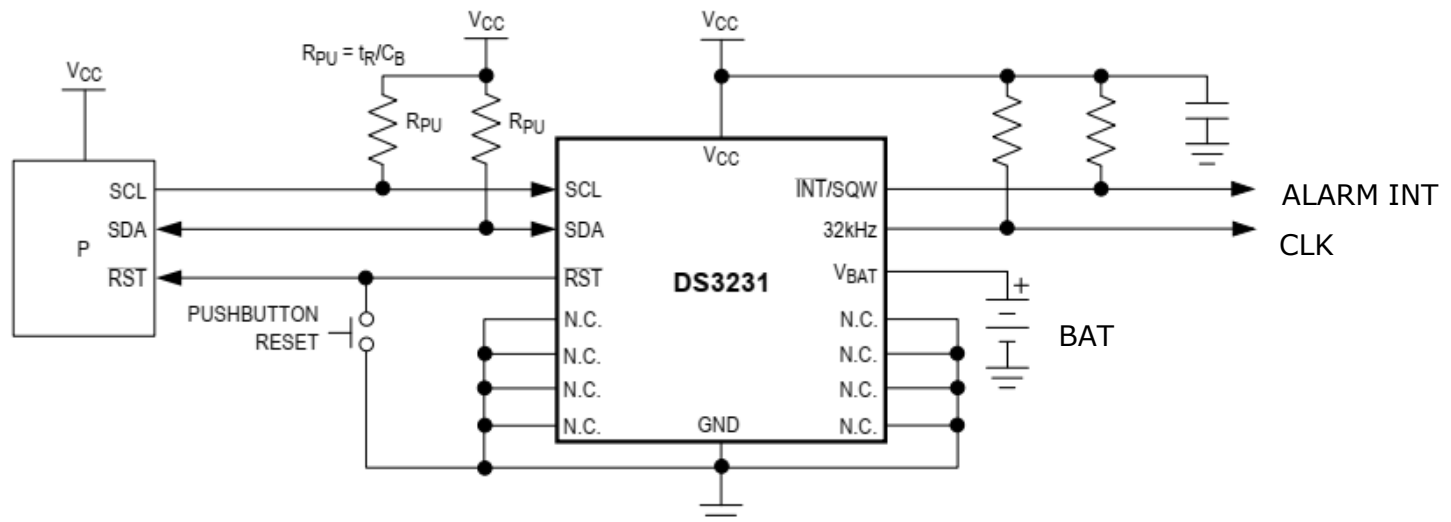 VCC
VCC
VCC
RPU = tR/CB
RPU
RPU
VCC
SCL
SDA
P
RST
PUSHBUTTON
RESET
SCL
SDA
RST
N.C.
N.C.
N.C.
N.C.
DS3231
GND
INT/SQW
32kHz
VBAT
N.C.
N.C.
N.C.
N.C.
+
BAT
ALARM INT
CLK